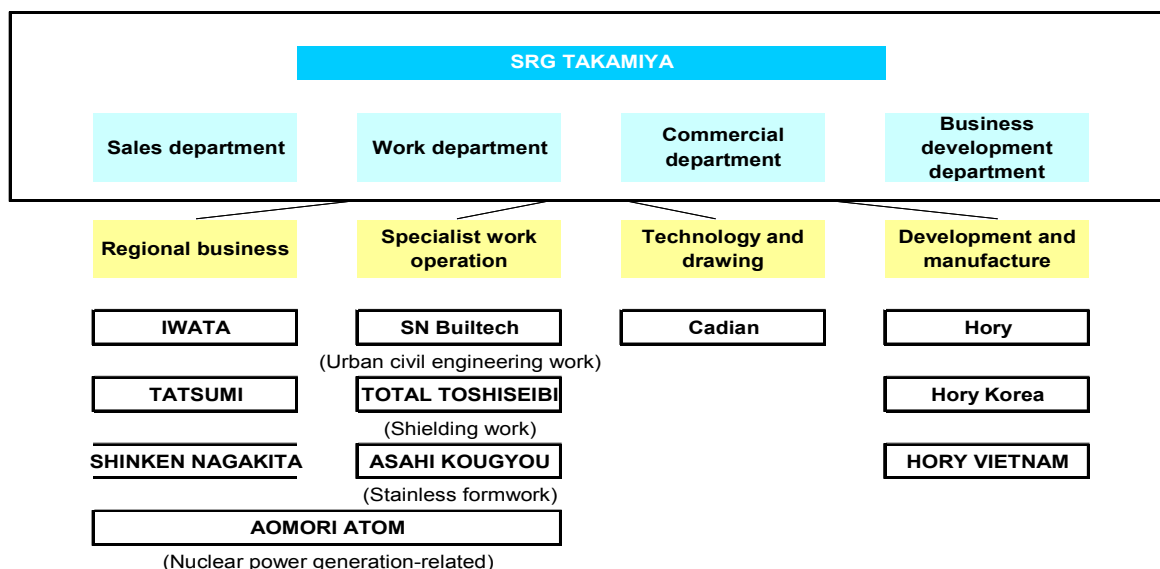 SRG TAKAMIYA
Sales department
Work department
Commercial
department
Business
development
department
Regional business
Specialist work
operation
Technology and
drawing
Development and
manufacture
IWATA
SN Builtech
Cadian
Hory
(Urban civil engineering work)
TATSUMI
TOTAL TOSHISEIBI
Hory Korea
(Shielding work)
SHINKEN NAGAKITA
ASAHI KOUGYOU
HORY VIETNAM
(Stainless formwork)
AOMORI ATOM
(Nuclear power generation-related)